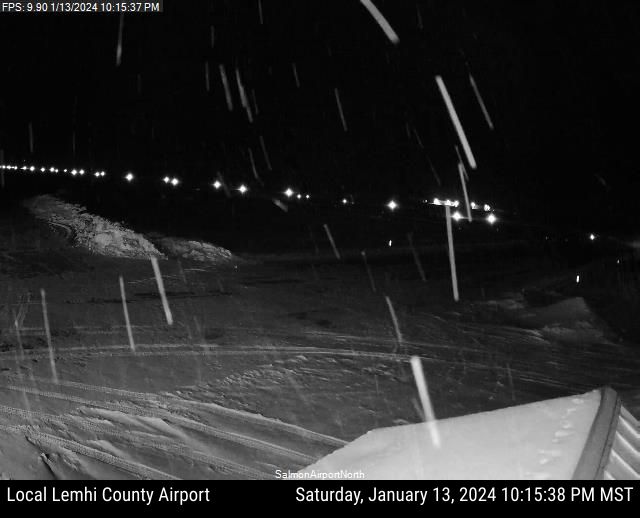 FPS: 9.90 1/13/2024 10:15:37 PM
SalmonAirportNorth
Local Lemhi County Airport Saturday, January 13, 2024 10:15:38 PM MST